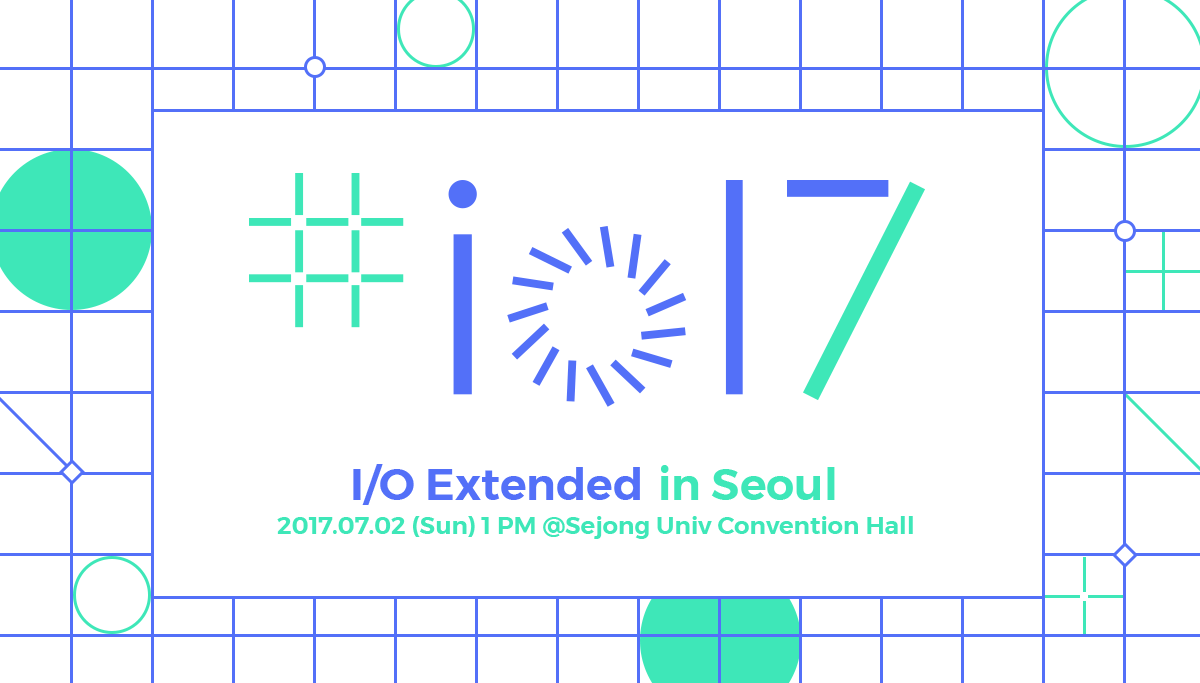 #io17
I/O Extended in Seoul
2017.07.02 (Sun) 1 PM @Sejong Univ Convention Hall